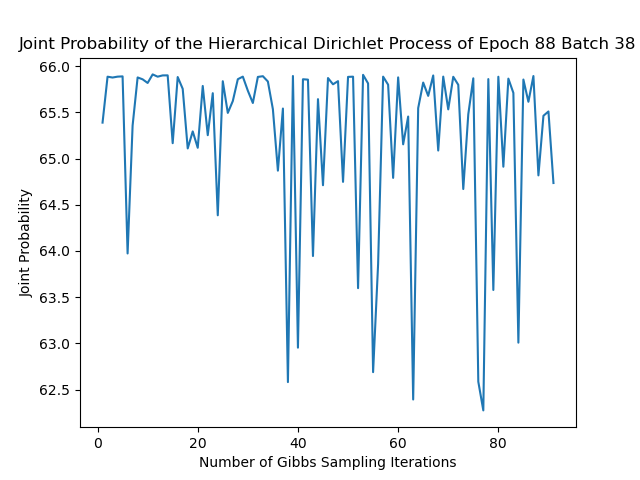 Joint Probability of the Hierarchical Dirichlet Process of Epoch 88 Batch 38
66.0
65.5
65.0
64.5
64.0
63.5
63.0
62.5
Joint Probability
0 20 40 60 80
Number of Gibbs Sampling Iterations